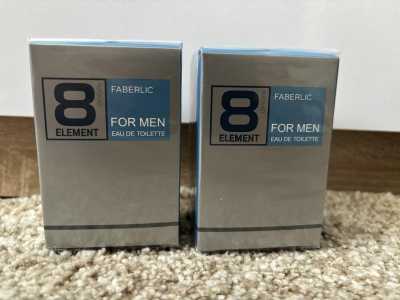 8
ELEMENT
FABERLIC
FOR MEN
EAU DE TOILETTE
8
ELEMENT
FABERLIC
FOR MEN
EAU DE TOILETTE